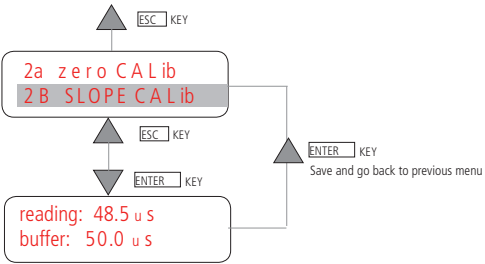 ESC KEY
2a zero CALib
2B SLOPE CALib
ESC KEY
ENTER KEY
ENTER KEY
Save and go back to previous menu
reading: 48.5 us
buffer: 50.0 us